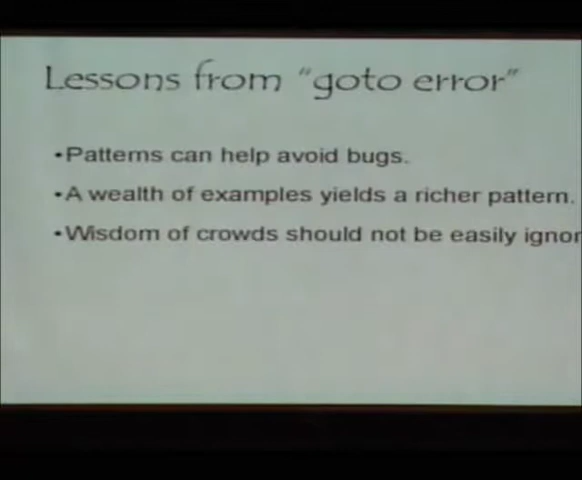 Lessons from “goto error”
•Patterns can help avoid bugs.
•A wealth of examples yields a richer pattern.
•Wisdom of crowds should not be easily ignor